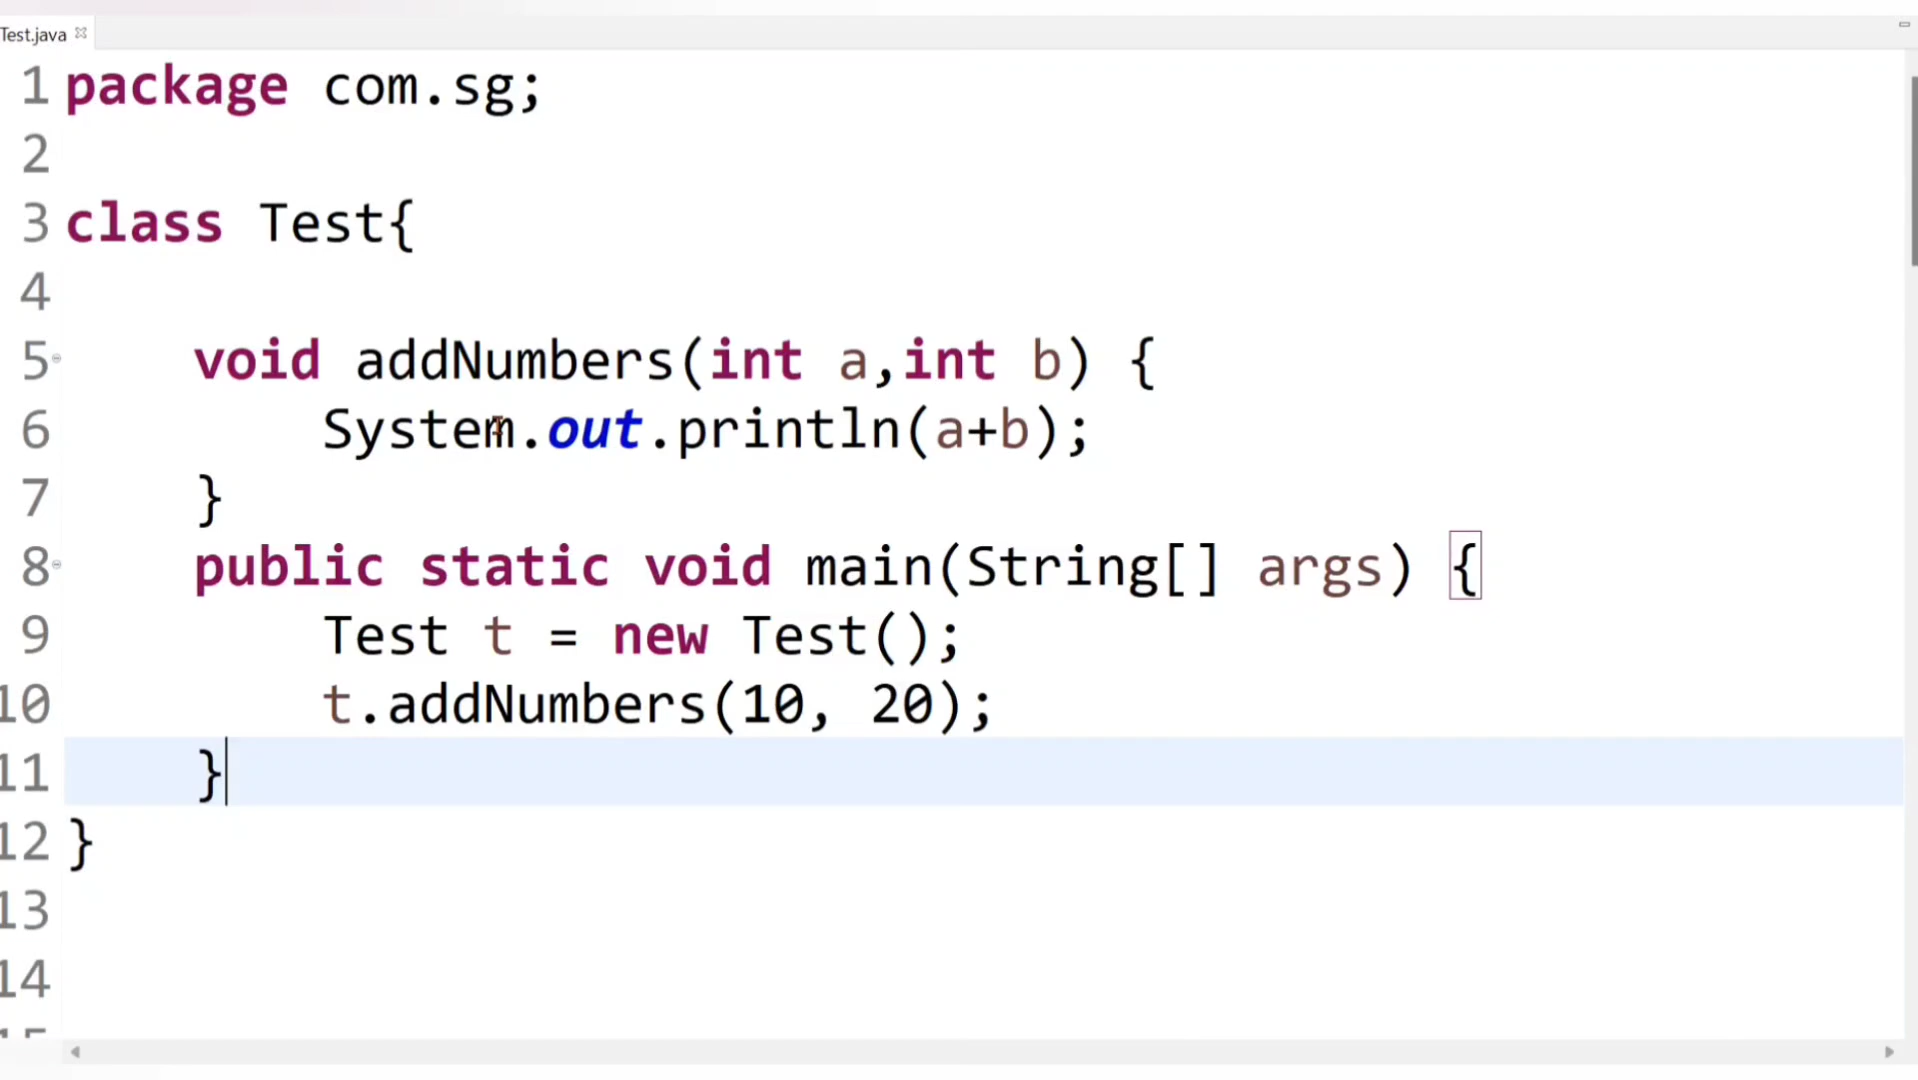 Test.java
1 package com.sg;
2
3 class Test{
4
5 void addNumbers(int a,int b) {
6 System.out.println(a+b);
7 }
8 public static void main(String[] args) {
9 Test t = new Test();
10 t.addNumbers(10, 20);
11 }
12 }
13
14